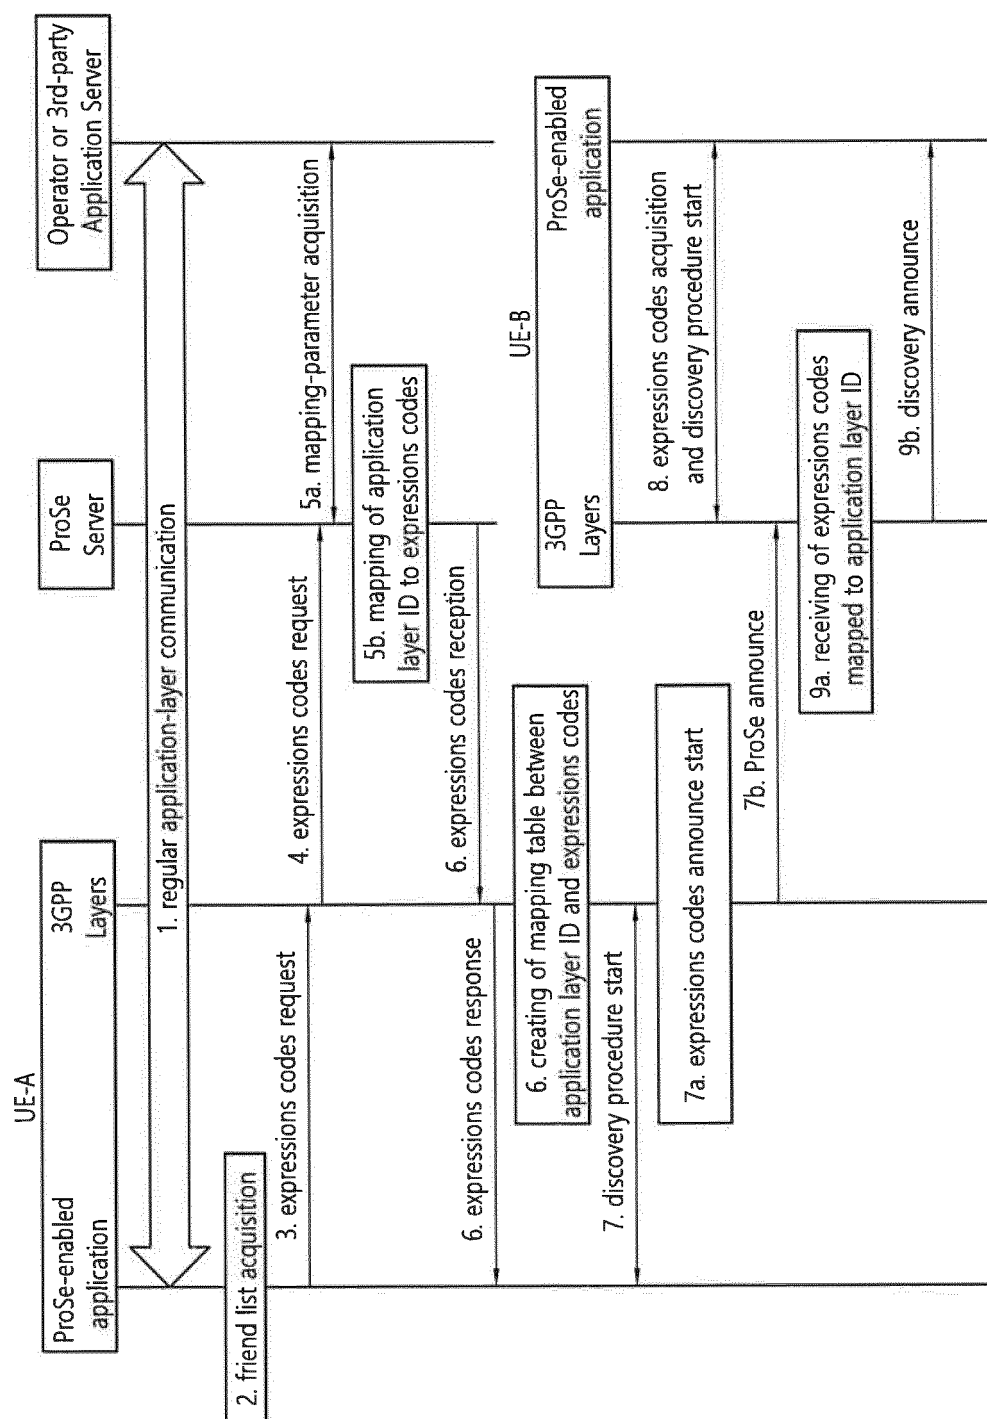 UE-A
ProSe-enabled
application
3GPP
Layers
ProSe
Server
Operator or 3rd-party
Application Server
1. regular application-layer communication
2. friend list acquisition
3. expressions codes request
4. expressions codes request
5a. mapping-parameter acquisition
5b. mapping of application
layer ID to expressions codes
6. expressions codes reception
6. expressions codes response
6. creating of mapping table between
application layer ID and expressions codes
UE-B
3GPP
Layers
ProSe-enabled
application
7. discovery procedure start
7a. expressions codes announce start
8. expressions codes acquisition
and discovery procedure start
7b. ProSe announce
9a. receiving of expressions codes
mapped to application layer ID
9b. discovery announce